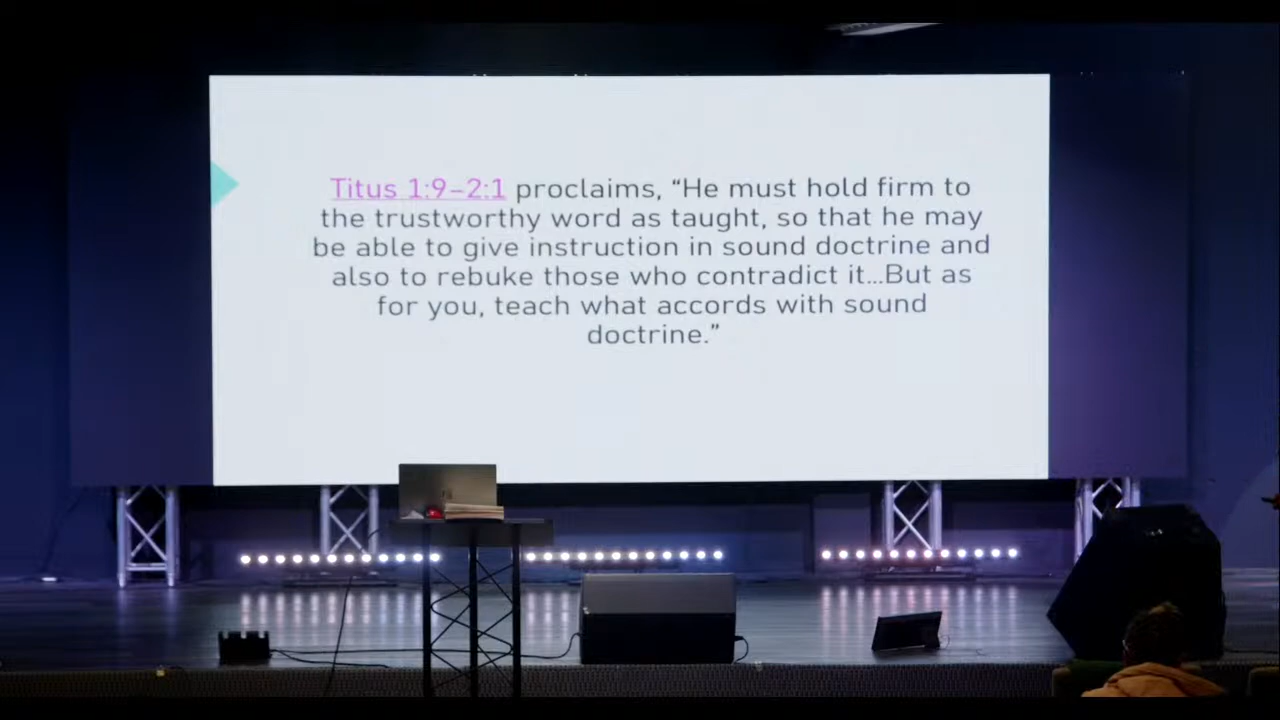 Titus 1:9–2:1 proclaims, “He must hold firm to
the trustworthy word as taught, so that he may
be able to give instruction in sound doctrine and
also to rebuke those who contradict it...But as
for you, teach what accords with sound
doctrine.”